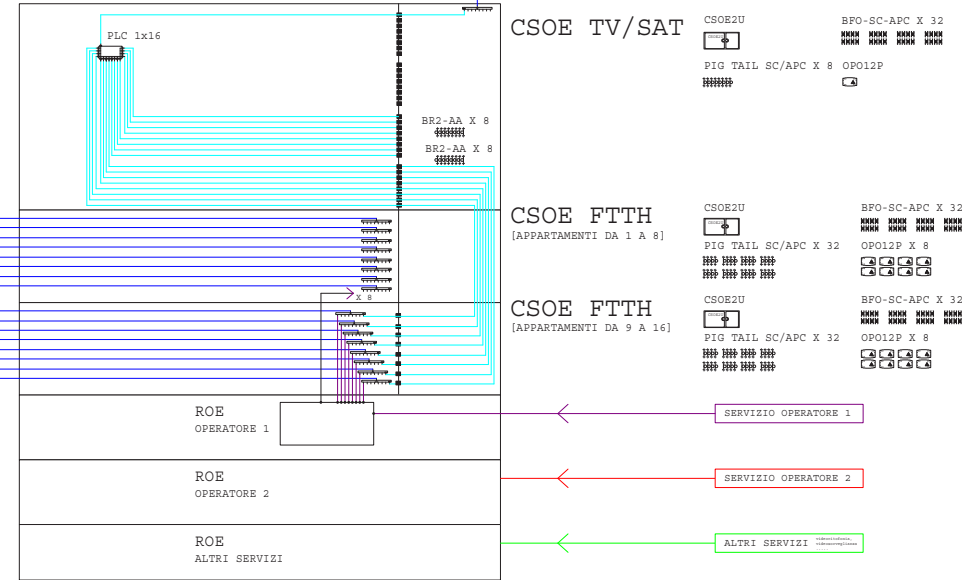 PLC 1x16
CSOE TV/SAT
CSOE2U
BFO-SC-APC X 32
PIG TAIL SC/APC X 8
OPO12P
BR2-AA X 8
BR2-AA X 8
CSOE FTTH
[APPARTAMENTI DA 1 A 8]
CSOE2U
BFO-SC-APC X 32
PIG TAIL SC/APC X 32
OPO12P X 8
X 8
CSOE FTTH
[APPARTAMENTI DA 9 A 16]
CSOE2U
BFO-SC-APC X 32
PIG TAIL SC/APC X 32
OPO12P X 8
ROE
OPERATORE 1
SERVIZIO OPERATORE 1
ROE
OPERATORE 2
SERVIZIO OPERATORE 2
ROE
ALTRI SERVIZI
ALTRI SERVIZI